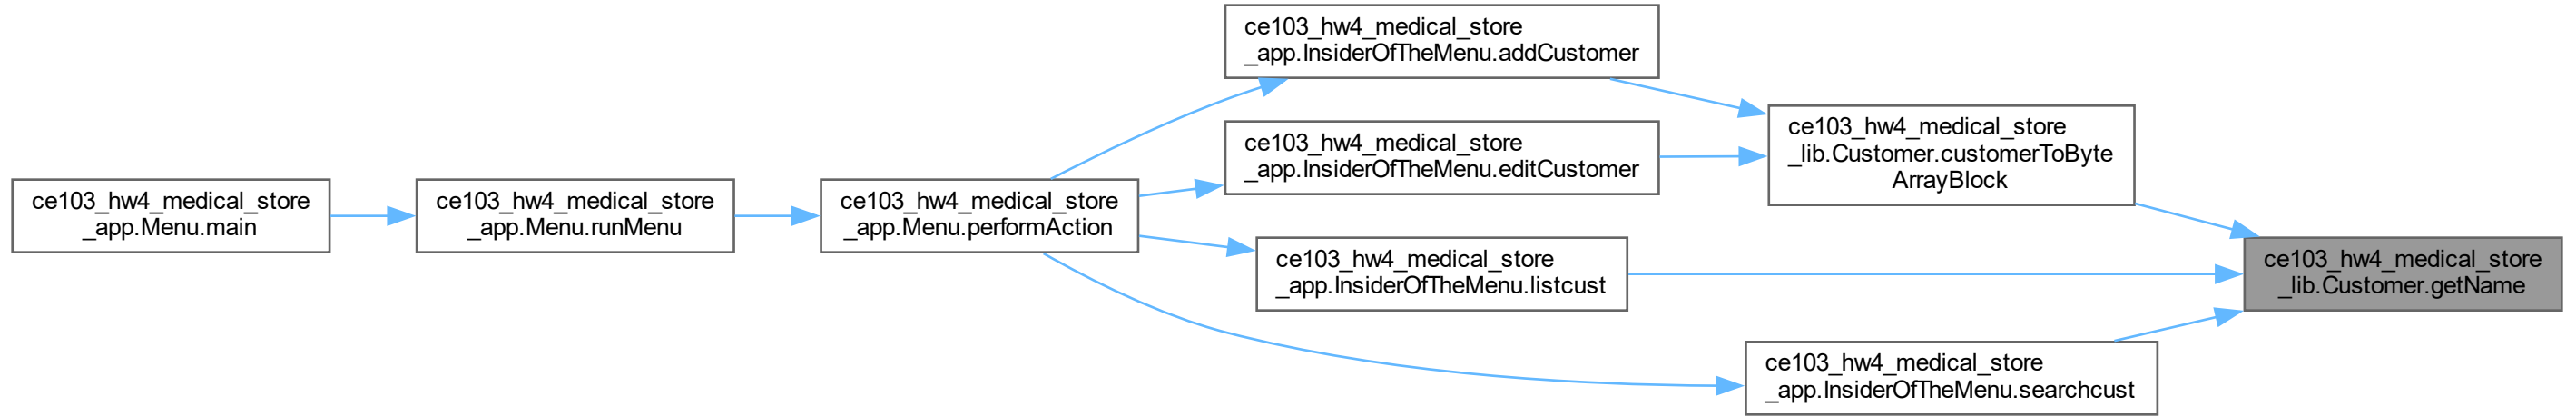 ce103_hw4_medical_store
_app.Menu.main
ce103_hw4_medical_store
_app.Menu.runMenu
ce103_hw4_medical_store
_app.Menu.performAction
ce103_hw4_medical_store
_app.InsiderOfTheMenu.addCustomer
ce103_hw4_medical_store
_app.InsiderOfTheMenu.editCustomer
ce103_hw4_medical_store
_app.InsiderOfTheMenu.listcust
ce103_hw4_medical_store
_lib.Customer.customerToByte
ArrayBlock
ce103_hw4_medical_store
_app.InsiderOfTheMenu.searchcust
ce103_hw4_medical_store
_lib.Customer.getName